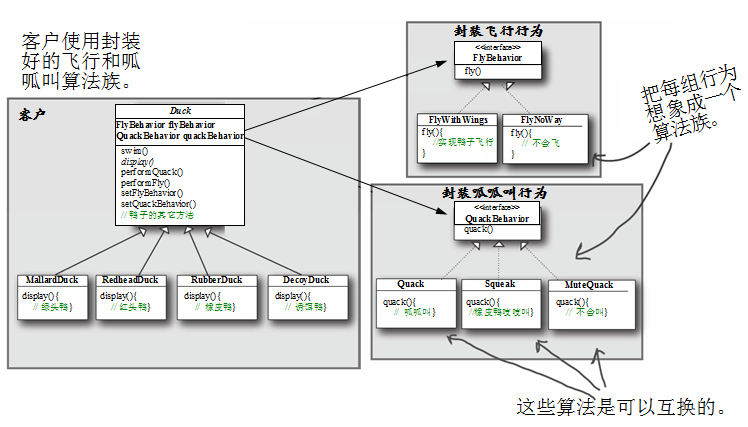 客户使用封装
好的飞行和呱
呱叫算法族。
客户
Duck
FlyBehavior flyBehavior
QuackBehavior quackBehavior
swim()
display()
performQuack()
performFly()
setFlyBehavior()
setQuackBehavior()
// 鸭子的其它方法
MallardDuck
display(){
// 绿头鸭}
RedheadDuck
display(){
// 红头鸭}
RubberDuck
display(){
// 橡皮鸭}
DecoyDuck
display(){
// 诱饵鸭}
封装飞行行为
<<interface>>
FlyBehavior
fly()
FlyWithWings
fly(){
//实现鸭子飞行
}
FlyNoWay
fly(){
// 不会飞
}
把每组行为
想象成一个
算法族。
封装呱呱叫行为
<<interface>>
QuackBehavior
quack()
Quack
quack(){
// 呱呱叫}
Squeak
quack(){
//橡皮鸭吱吱叫}
MuteQuack
quack(){
// 不会叫}
这些算法是可以互换的。